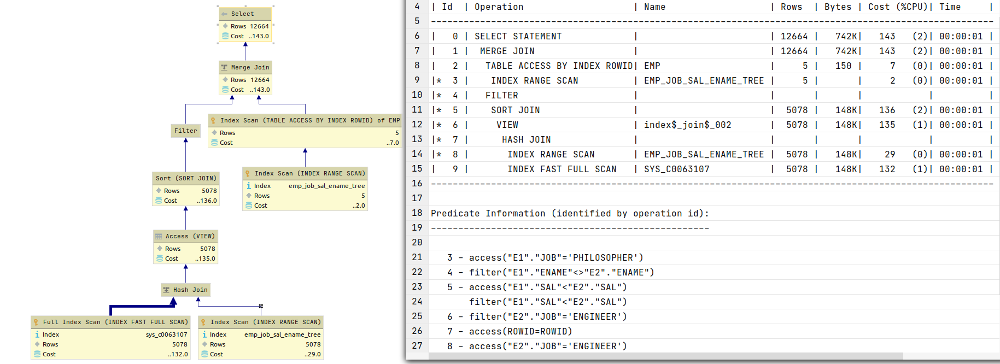 Select
Rows 12664
Cost ..143.0
Merge Join
Rows 12664
Cost ..143.0
Filter
Index Scan (TABLE ACCESS BY INDEX ROWID) of EMP
Rows 5
Cost ..7.0
Sort (SORT JOIN)
Rows 5078
Cost ..136.0
Index Scan (INDEX RANGE SCAN)
Index emp_job_sal_ename_tree
Rows 5
Cost ..2.0
Access (VIEW)
Rows 5078
Cost ..135.0
Hash Join
Full Index Scan (INDEX FAST FULL SCAN)
Index sys_c0063107
Rows 5078
Cost ..132.0
Index Scan (INDEX RANGE SCAN)
Index emp_job_sal_ename_tree
Rows 5078
Cost ..29.0
4 | Id | Operation | Name | Rows | Bytes | Cost (%CPU)| Time |
5 -------------------------------------------------------------------------------------------------------
6 | 0 | SELECT STATEMENT | | 12664 | 742K| 143 (2)| 00:00:01 |
7 | 1 | MERGE JOIN | | 12664 | 742K| 143 (2)| 00:00:01 |
8 | 2 | TABLE ACCESS BY INDEX ROWID| EMP | 5 | 150 | 7 (0)| 00:00:01 |
9 |* 3 | INDEX RANGE SCAN | EMP_JOB_SAL_ENAME_TREE | 5 | | 2 (0)| 00:00:01 |
10 |* 4 | FILTER | | | | | |
11 |* 5 | SORT JOIN | | 5078 | 148K| 136 (2)| 00:00:01 |
12 |* 6 | VIEW | index$_join$_002 | 5078 | 148K| 135 (1)| 00:00:01 |
13 |* 7 | HASH JOIN | | | | | |
14 |* 8 | INDEX RANGE SCAN | EMP_JOB_SAL_ENAME_TREE | 5078 | 148K| 29 (0)| 00:00:01 |
15 | 9 | INDEX FAST FULL SCAN | SYS_C0063107 | 5078 | 148K| 132 (1)| 00:00:01 |
16 -------------------------------------------------------------------------------------------------------
17
18 Predicate Information (identified by operation id):
19 ---------------------------------------------------
20
21 3 - access("E1"."JOB"='PHILOSOPHER')
22 4 - filter("E1"."ENAME"<>"E2"."ENAME")
23 5 - access("E1"."SAL"<"E2"."SAL")
24 filter("E1"."SAL"<"E2"."SAL")
25 6 - filter("E2"."JOB"='ENGINEER')
26 7 - access(ROWID=ROWID)
27 8 - access("E2"."JOB"='ENGINEER')